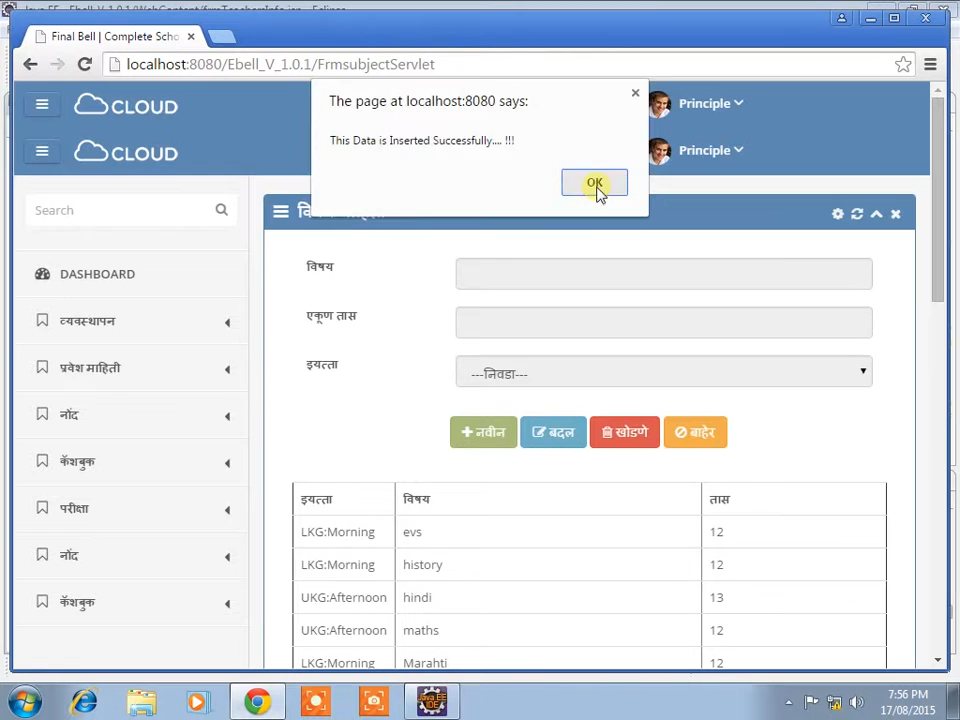 Final Bell | Complete Scho
localhost:8080/Ebell_V_1.0.1/FrmsubjectServlet
CLOUD
Principle
CLOUD
Principle
The page at localhost:8080 says:
This Data is Inserted Successfully.... !!!
OK
Search
DASHBOARD
व्यवस्थापन
प्रवेश माहिती
नोंद
कॅशबुक
परीक्षा
नोंद
कॅशबुक
विषय
एकूण तास
इयत्ता
---निवडा---
नवीन
बदल
खोडणे
बाहेर
इयत्ता विषय तास
LKG:Morning evs 12
LKG:Morning history 12
UKG:Afternoon hindi 13
UKG:Afternoon maths 12
LKG:Morning Marahti 12
Java EE IDE
7:56 PM
17/08/2015